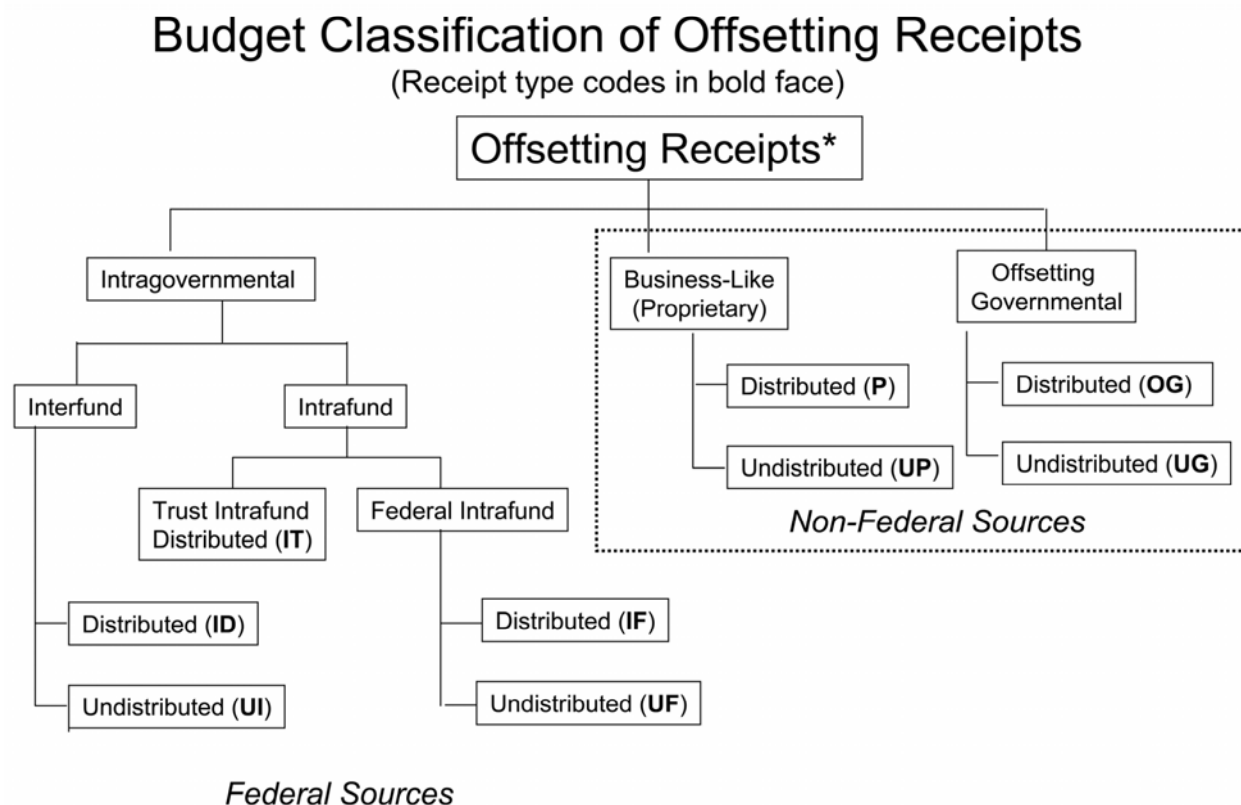 Budget Classification of Offsetting Receipts
(Receipt type codes in bold face)
Offsetting Receipts*
Intragovernmental
Business-Like
(Proprietary)
Offsetting
Governmental
Distributed (P)
Distributed (OG)
Interfund
Intrafund
Undistributed (UP)
Undistributed (UG)
Trust Intrafund
Distributed (IT)
Federal Intrafund
Non-Federal Sources
Distributed (ID)
Distributed (IF)
Undistributed (UI)
Undistributed (UF)
Federal Sources